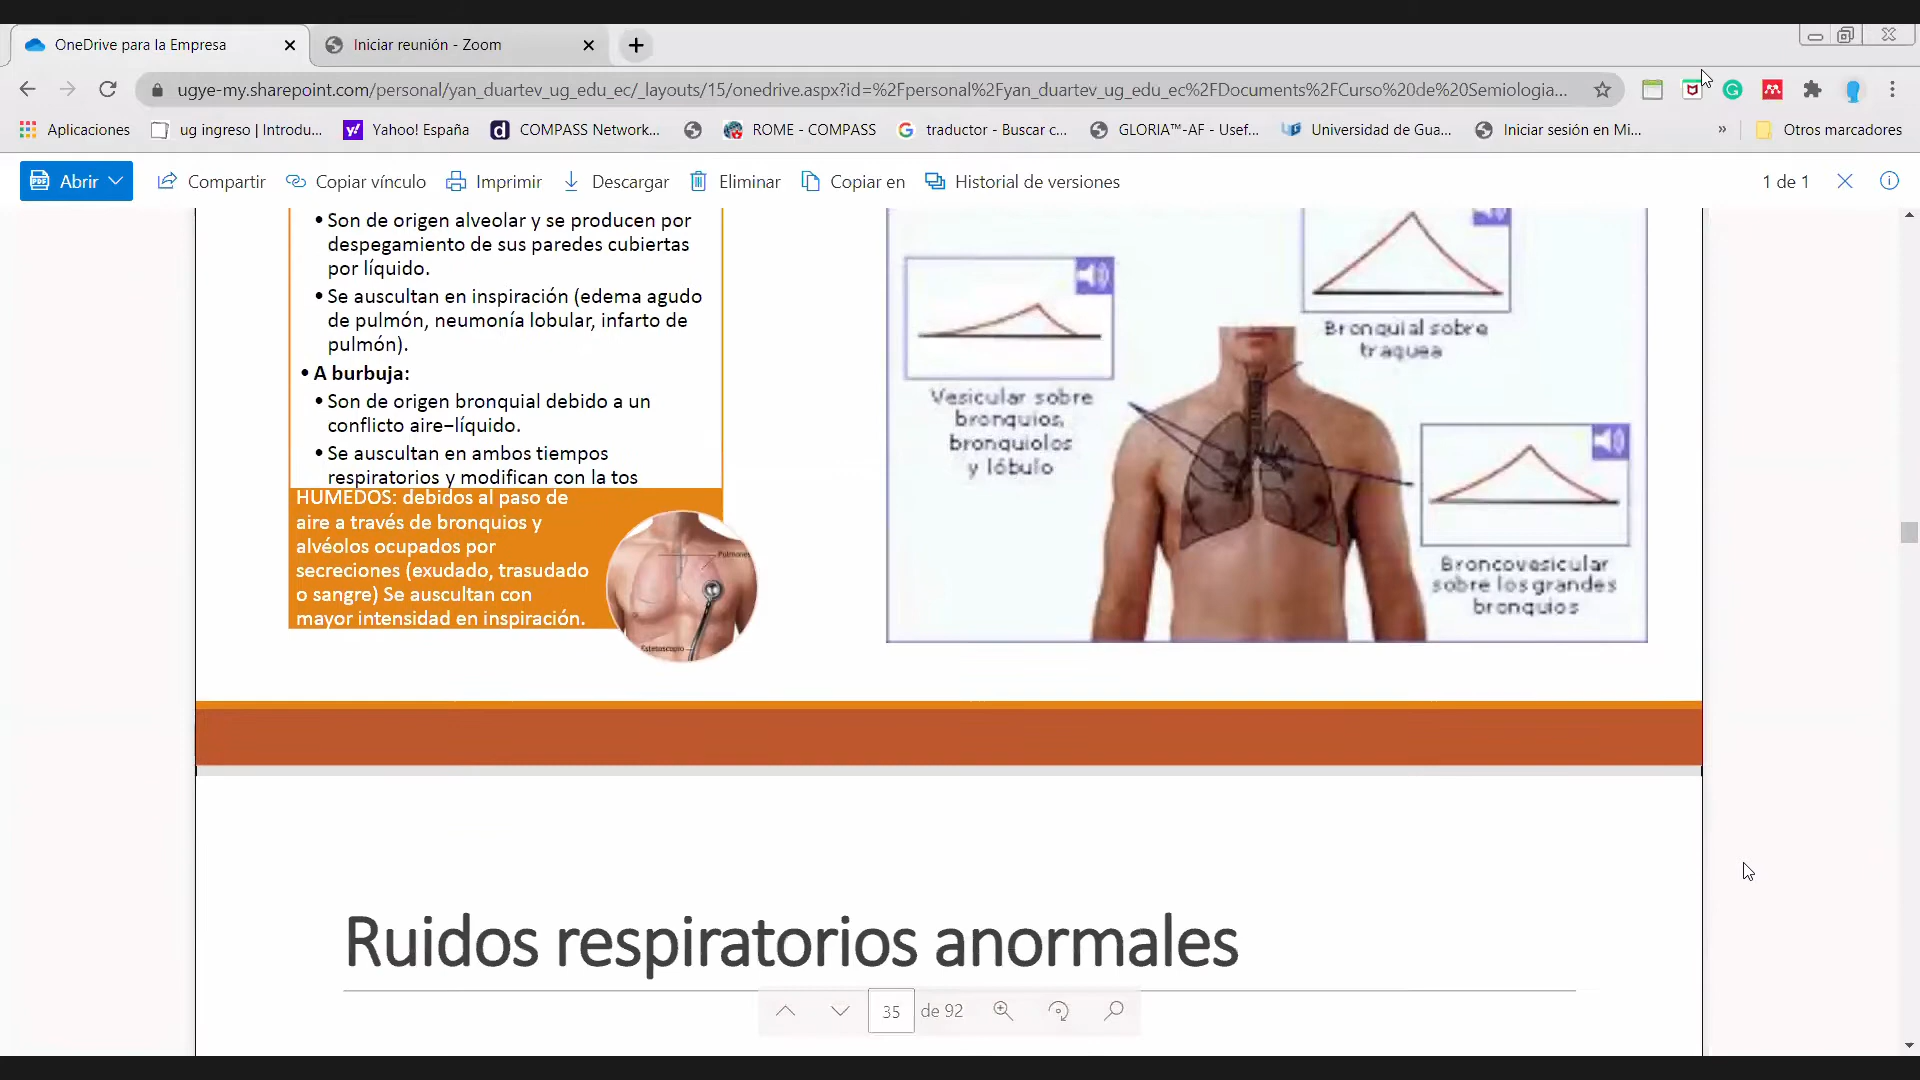 OneDrive para la Empresa
Iniciar reunión - Zoom
ugye-my.sharepoint.com/personal/yan_duartev_ug_edu_ec/_layouts/15/onedrive.aspx?id=%2Fpersonal%2Fyan_duartev_ug_edu_ec%2FDocuments%2FCurso%20de%20Semiologia...
Aplicaciones
ug ingreso | Introdu...
Yahoo! España
COMPASS Network...
ROME - COMPASS
traductor - Buscar c...
GLORIA™-AF - Usef...
Universidad de Gua...
Iniciar sesión en Mi...
»
Otros marcadores
Abrir
Compartir
Copiar vínculo
Imprimir
Descargar
Eliminar
Copiar en
Historial de versiones
1 de 1
• Son de origen alveolar y se producen por
despegamiento de sus paredes cubiertas
por líquido.
• Se auscultan en inspiración (edema agudo
de pulmón, neumonía lobular, infarto de
pulmón).
• A burbuja:
• Son de origen bronquial debido a un
conflicto aire–líquido.
• Se auscultan en ambos tiempos
respiratorios y modifican con la tos
HUMEDOS: debidos al paso de
aire a través de bronquios y
alvéolos ocupados por
secreciones (exudado, trasudado
o sangre) Se auscultan con
mayor intensidad en inspiración.
Pulmones
Estetoscopio
Bronquial sobre
traquea
Vesicular sobre
bronquios,
bronquiolos
y lóbulo
Broncovesicular
sobre los grandes
bronquios
Ruidos respiratorios anormales
35 de 92